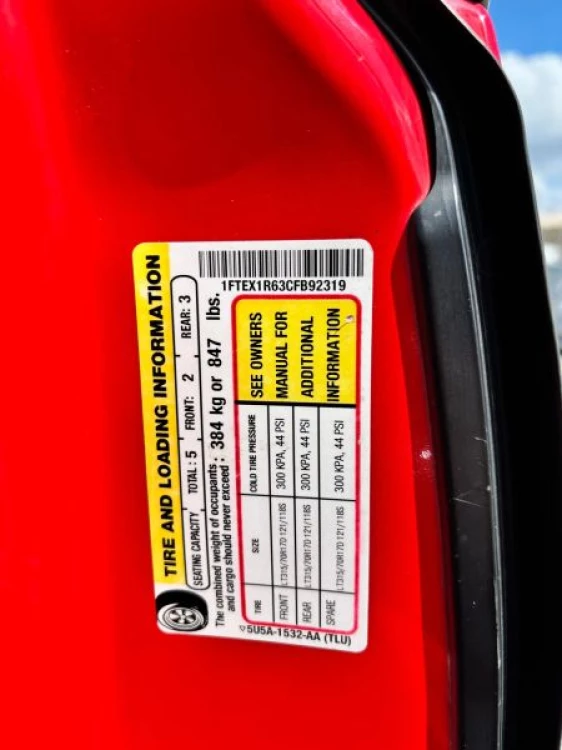 TIRE AND LOADING INFORMATION
1FTEX1R63CFB92319
SEATING CAPACITY TOTAL: 5 FRONT: 2 REAR: 3
The combined weight of occupants
and cargo should never exceed: 384 kg or 847 lbs.
TIRE SIZE COLD TIRE PRESSURE
FRONT LT315/70R17D 121/118S 300 KPA, 44 PSI
REAR LT315/70R17D 121/118S 300 KPA, 44 PSI
SPARE LT315/70R17D 121/118S 300 KPA, 44 PSI
SEE OWNERS
MANUAL FOR
ADDITIONAL
INFORMATION
5U5A-1532-AA (TLU)